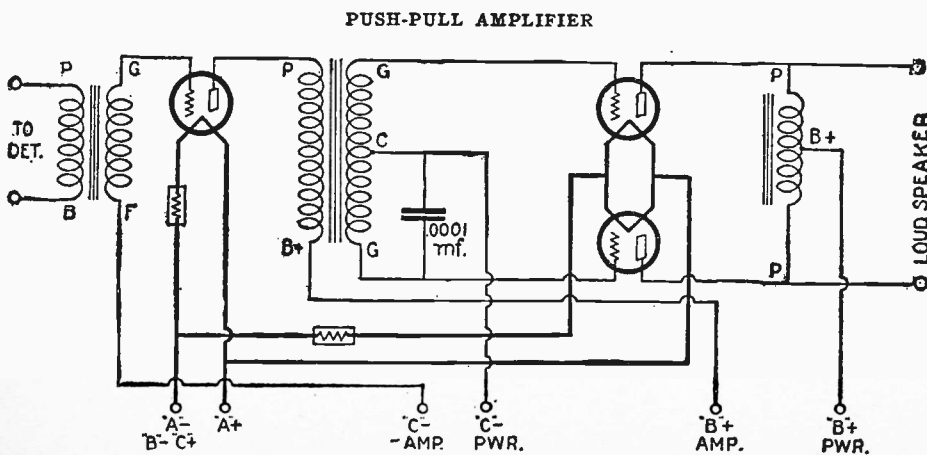 PUSH-PULL AMPLIFIER
P
G
P
G
P
TO
DET.
C
B+
LOUD SPEAKER
.0001
mf.
B
F
B+
G
P
"A-
"B-"C+
"A+
"C-
-AMP.
"C-
PWR.
"B+
AMP.
"B+
PWR.